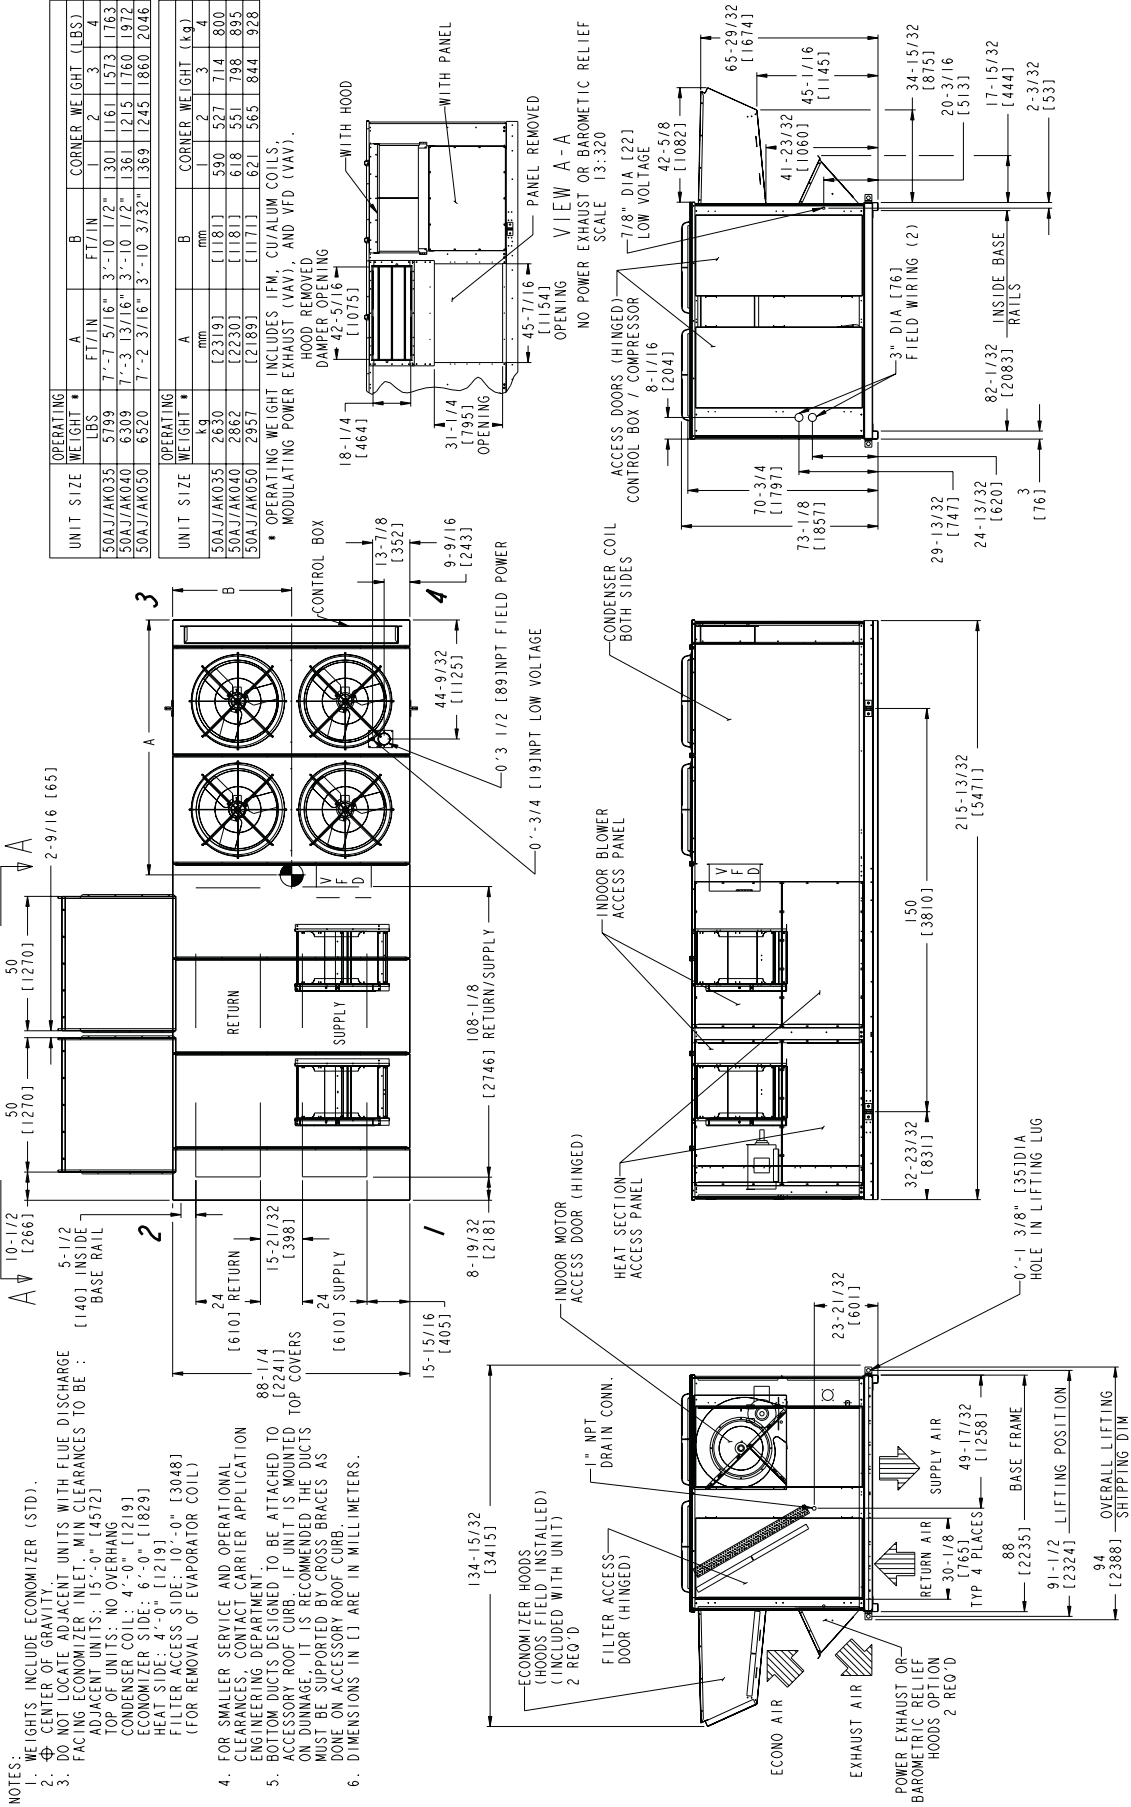 NOTES:
1. WEIGHTS INCLUDE ECONOMIZER (STD).
2. CENTER OF GRAVITY.
3. DO NOT LOCATE ADJACENT UNITS WITH FLUE DISCHARGE
FACING ECONOMIZER INLET. MIN CLEARANCES TO BE :
ADJACENT UNITS: 15'-0" [4572]
TOP OF UNITS: NO OVERHANG
CONDENSER COIL: 4'-0" [1219]
ECONOMIZER SIDE: 6'-0" [1829]
HEAT SIDE: 4'-0" [1219]
FILTER ACCESS SIDE: 10'-0" [3048]
(FOR REMOVAL OF EVAPORATOR COIL)
4. FOR SMALLER SERVICE AND OPERATIONAL
CLEARANCES, CONTACT CARRIER APPLICATION
ENGINEERING DEPARTMENT.
5. BOTTOM DUCTS DESIGNED TO BE ATTACHED TO
ACCESSORY ROOF CURB. IF UNIT IS MOUNTED
ON DUNNAGE, IT IS RECOMMENDED THE DUCTS
MUST BE SUPPORTED BY CROSS BRACES AS
DONE ON ACCESSORY ROOF CURB.
6. DIMENSIONS IN [] ARE IN MILLIMETERS.
A
10-1/2
[266]
50
[1270]
50
[1270]
2-9/16 [65]
A
5-1/2
[140] INSIDE
BASE RAIL
2
3
A
B
RETURN
SUPPLY
V
F
D
CONTROL BOX
24
[610] RETURN
15-21/32
[398]
24
[610] SUPPLY
88-1/4
[2241]
TOP COVERS
15-15/16
[405]
1
4
8-19/32
[218]
108-1/8
[2746] RETURN/SUPPLY
44-9/32
[1125]
13-7/8
[352]
9-9/16
[243]
0'3 1/2 [89]NPT FIELD POWER
0'-3/4 [19]NPT LOW VOLTAGE
UNIT SIZE OPERATING WEIGHT * A B CORNER WEIGHT (LBS)
LBS FT/IN FT/IN 1 2 3 4
50AJ/AK035 5799 7'-7 5/16" 3'-10 1/2" 1301 1161 1573 1763
50AJ/AK040 6309 7'-3 13/16" 3'-10 1/2" 1361 1215 1760 1972
50AJ/AK050 6520 7'-2 3/16" 3'-10 3/32" 1369 1245 1860 2046
UNIT SIZE OPERATING WEIGHT * A B CORNER WEIGHT (kg)
kg mm mm 1 2 3 4
50AJ/AK035 2630 [2319] [1181] 590 527 714 800
50AJ/AK040 2862 [2230] [1181] 618 551 798 895
50AJ/AK050 2957 [2189] [1171] 621 565 844 928
* OPERATING WEIGHT INCLUDES IFM, CU/ALUM COILS,
MODULATING POWER EXHAUST (VAV), AND VFD (VAV).
HOOD REMOVED
DAMPER OPENING
42-5/16
[1075]
WITH HOOD
18-1/4
[464]
31-1/4
[795]
OPENING
WITH PANEL
PANEL REMOVED
45-7/16
[1154]
OPENING
VIEW A-A
NO POWER EXHAUST OR BAROMETRIC RELIEF
SCALE 13:320
134-15/32
[3415]
ECONOMIZER HOODS
(HOODS FIELD INSTALLED)
(INCLUDED WITH UNIT)
2 REQ'D
FILTER ACCESS
DOOR (HINGED)
1" NPT
DRAIN CONN.
INDOOR MOTOR
ACCESS DOOR (HINGED)
ECONO AIR
EXHAUST AIR
POWER EXHAUST OR
BAROMETRIC RELIEF
HOODS OPTION
2 REQ'D
RETURN AIR
SUPPLY AIR
23-21/32
[601]
30-1/8
[765]
TYP 4 PLACES
49-17/32
[1258]
88
[2235]
BASE FRAME
91-1/2
[2324]
LIFTING POSITION
94
[2388]
OVERALL LIFTING
SHIPPING DIM
0'-1 3/8" [35]DIA
HOLE IN LIFTING LUG
HEAT SECTION
ACCESS PANEL
INDOOR BLOWER
ACCESS PANEL
CONDENSER COIL
BOTH SIDES
V
F
D
32-23/32
[831]
150
[3810]
215-13/32
[5471]
ACCESS DOORS (HINGED)
CONTROL BOX / COMPRESSOR
8-1/16
[204]
7/8" DIA [22]
LOW VOLTAGE
42-5/8
[1082]
65-29/32
[1674]
45-1/16
[1145]
41-23/32
[1060]
34-15/32
[875]
20-3/16
[513]
17-15/32
[444]
2-3/32
[53]
70-3/4
[1797]
73-1/8
[1857]
29-13/32
[747]
24-13/32
[620]
3
[76]
3" DIA [76]
FIELD WIRING (2)
82-1/32
[2083]
INSIDE BASE
RAILS